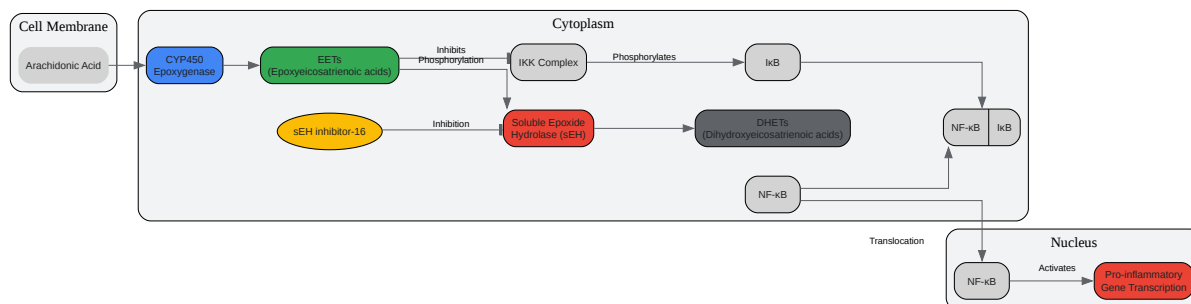 Cell Membrane
Arachidonic Acid
Cytoplasm
CYP450
Epoxygenase
EETs
(Epoxyeicosatrienoic acids)
Inhibits
Phosphorylation
IKK Complex
Phosphorylates
IκB
sEH inhibitor-16
Inhibition
Soluble Epoxide
Hydrolase (sEH)
DHETs
(Dihydroxyeicosatrienoic acids)
NF-κB
IκB
NF-κB
Translocation
Nucleus
NF-κB
Activates
Pro-inflammatory
Gene Transcription